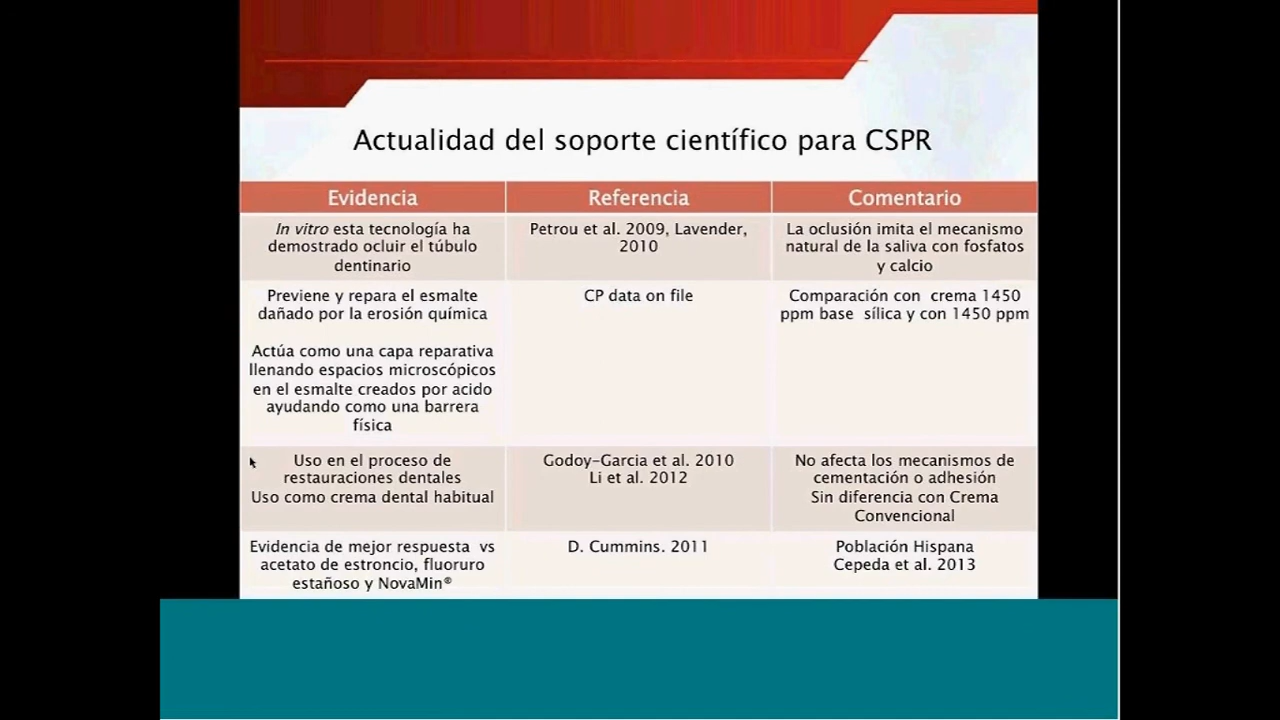 Actualidad del soporte científico para CSPR
Evidencia
Referencia
Comentario
In vitro esta tecnología ha
demostrado ocluir el túbulo
dentinario
Petrou et al. 2009, Lavender,
2010
La oclusión imita el mecanismo
natural de la saliva con fosfatos
y calcio
Previene y repara el esmalte
dañado por la erosión química
Actúa como una capa reparativa
llenando espacios microscópicos
en el esmalte creados por acido
ayudando como una barrera
física
CP data on file
Comparación con crema 1450
ppm base sílica y con 1450 ppm
Uso en el proceso de
restauraciones dentales
Uso como crema dental habitual
Godoy-Garcia et al. 2010
Li et al. 2012
No afecta los mecanismos de
cementación o adhesión
Sin diferencia con Crema
Convencional
Evidencia de mejor respuesta vs
acetato de estroncio, fluoruro
estañoso y NovaMin®
D. Cummins. 2011
Población Hispana
Cepeda et al. 2013